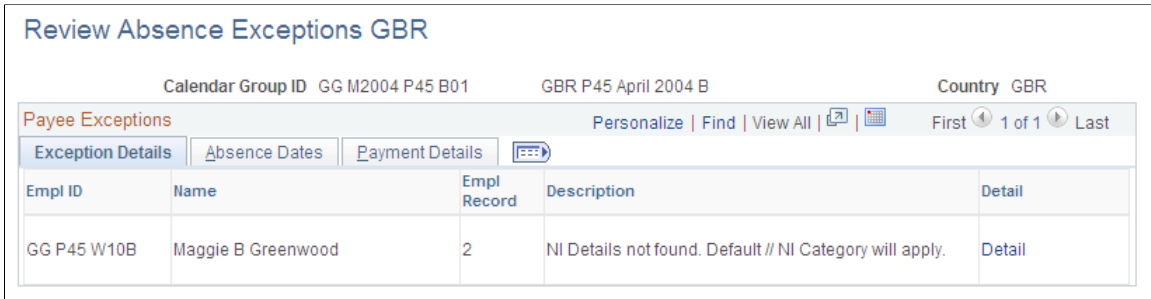 Review Absence Exceptions GBR
Calendar Group ID GG M2004 P45 B01 GBR P45 April 2004 B Country GBR
Payee Exceptions Personalize | Find | View All | | First 1 of 1 Last
Exception Details Absence Dates Payment Details
Empl ID Name Empl Record Description Detail
GG P45 W10B Maggie B Greenwood 2 NI Details not found. Default // NI Category will apply. Detail